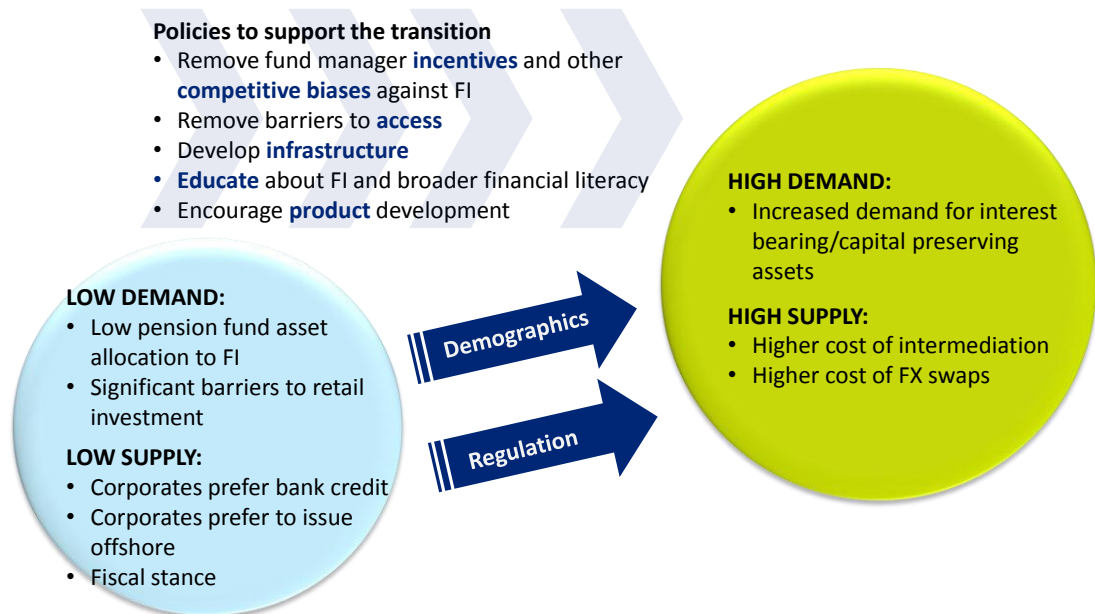 Policies to support the transition
• Remove fund manager incentives and other
competitive biases against FI
• Remove barriers to access
• Develop infrastructure
• Educate about FI and broader financial literacy
• Encourage product development
LOW DEMAND:
• Low pension fund asset
allocation to FI
• Significant barriers to retail
investment
LOW SUPPLY:
• Corporates prefer bank credit
• Corporates prefer to issue
offshore
• Fiscal stance
Demographics
Regulation
HIGH DEMAND:
• Increased demand for interest
bearing/capital preserving
assets
HIGH SUPPLY:
• Higher cost of intermediation
• Higher cost of FX swaps